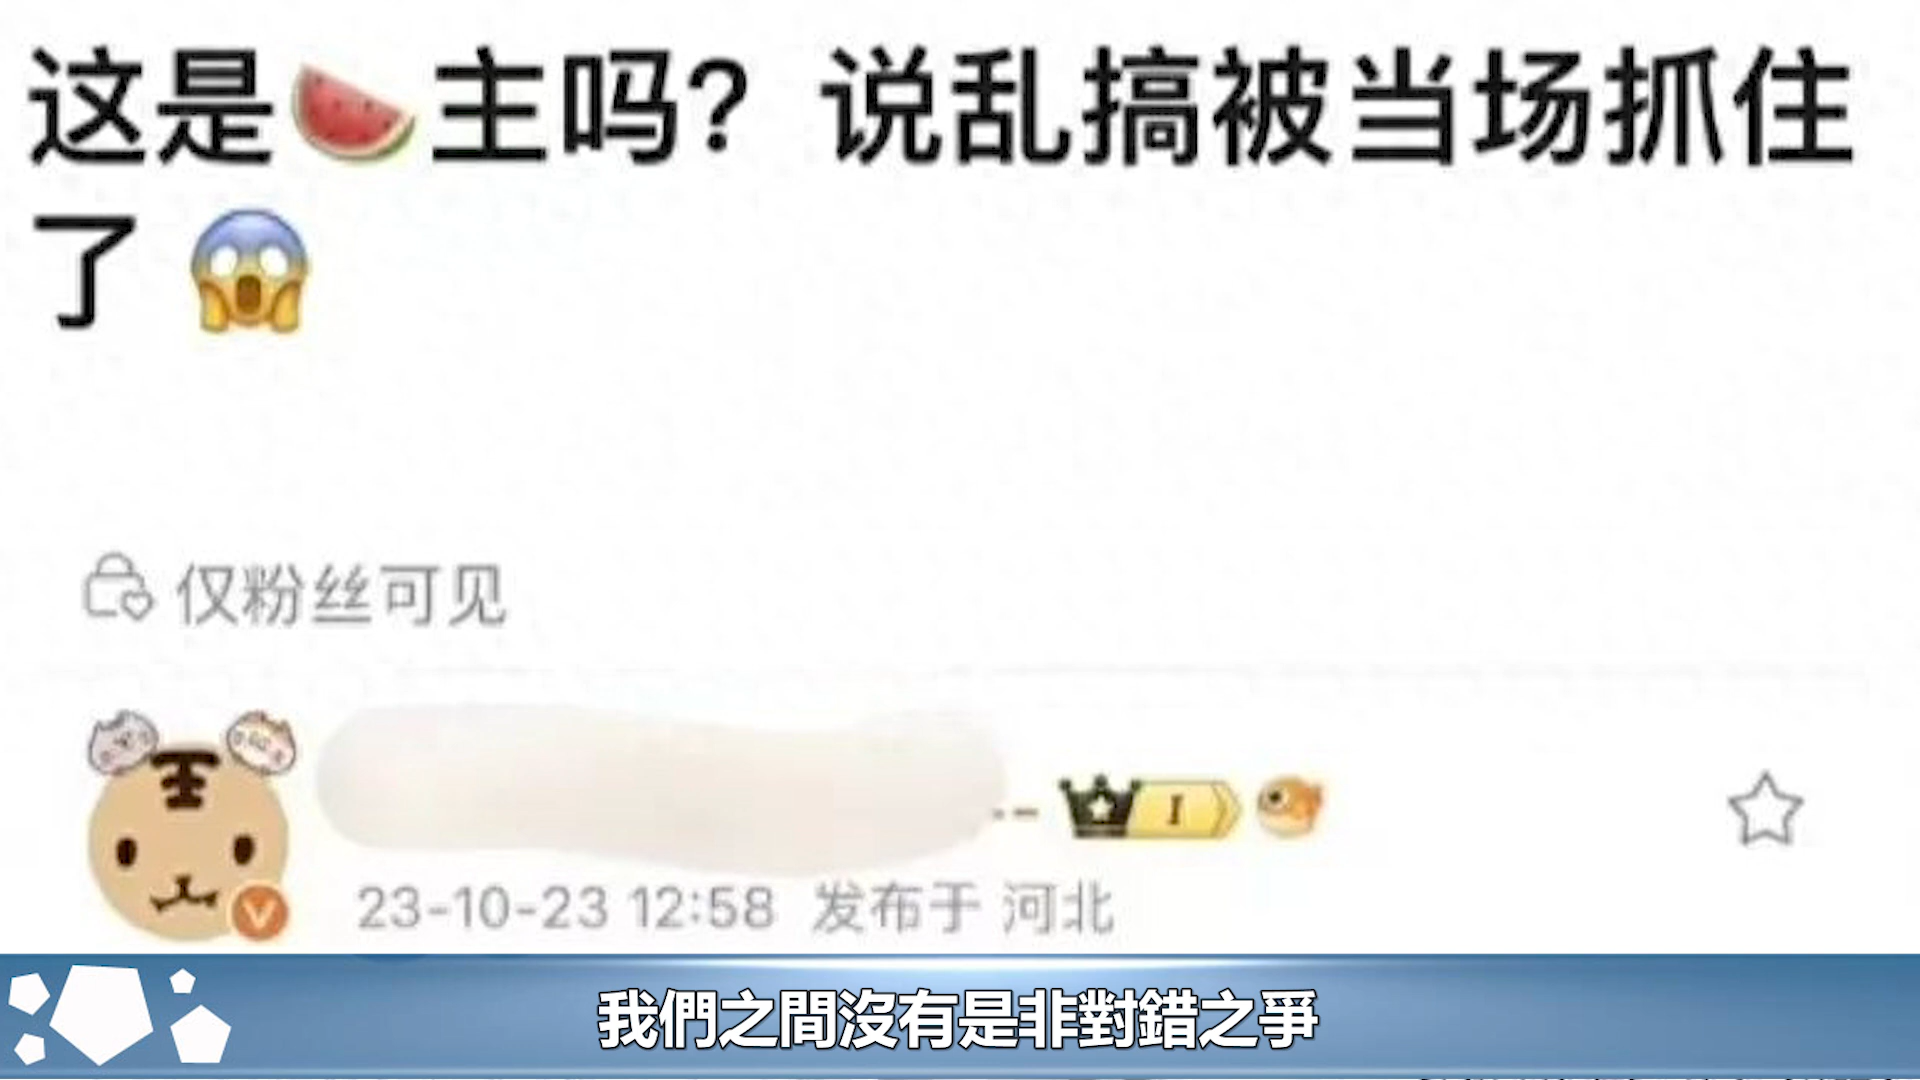 这是🍉主吗？说乱搞被当场抓住
了 😱
仅粉丝可见
I
23-10-23 12:58 发布于 河北
我們之間沒有是非對錯之爭